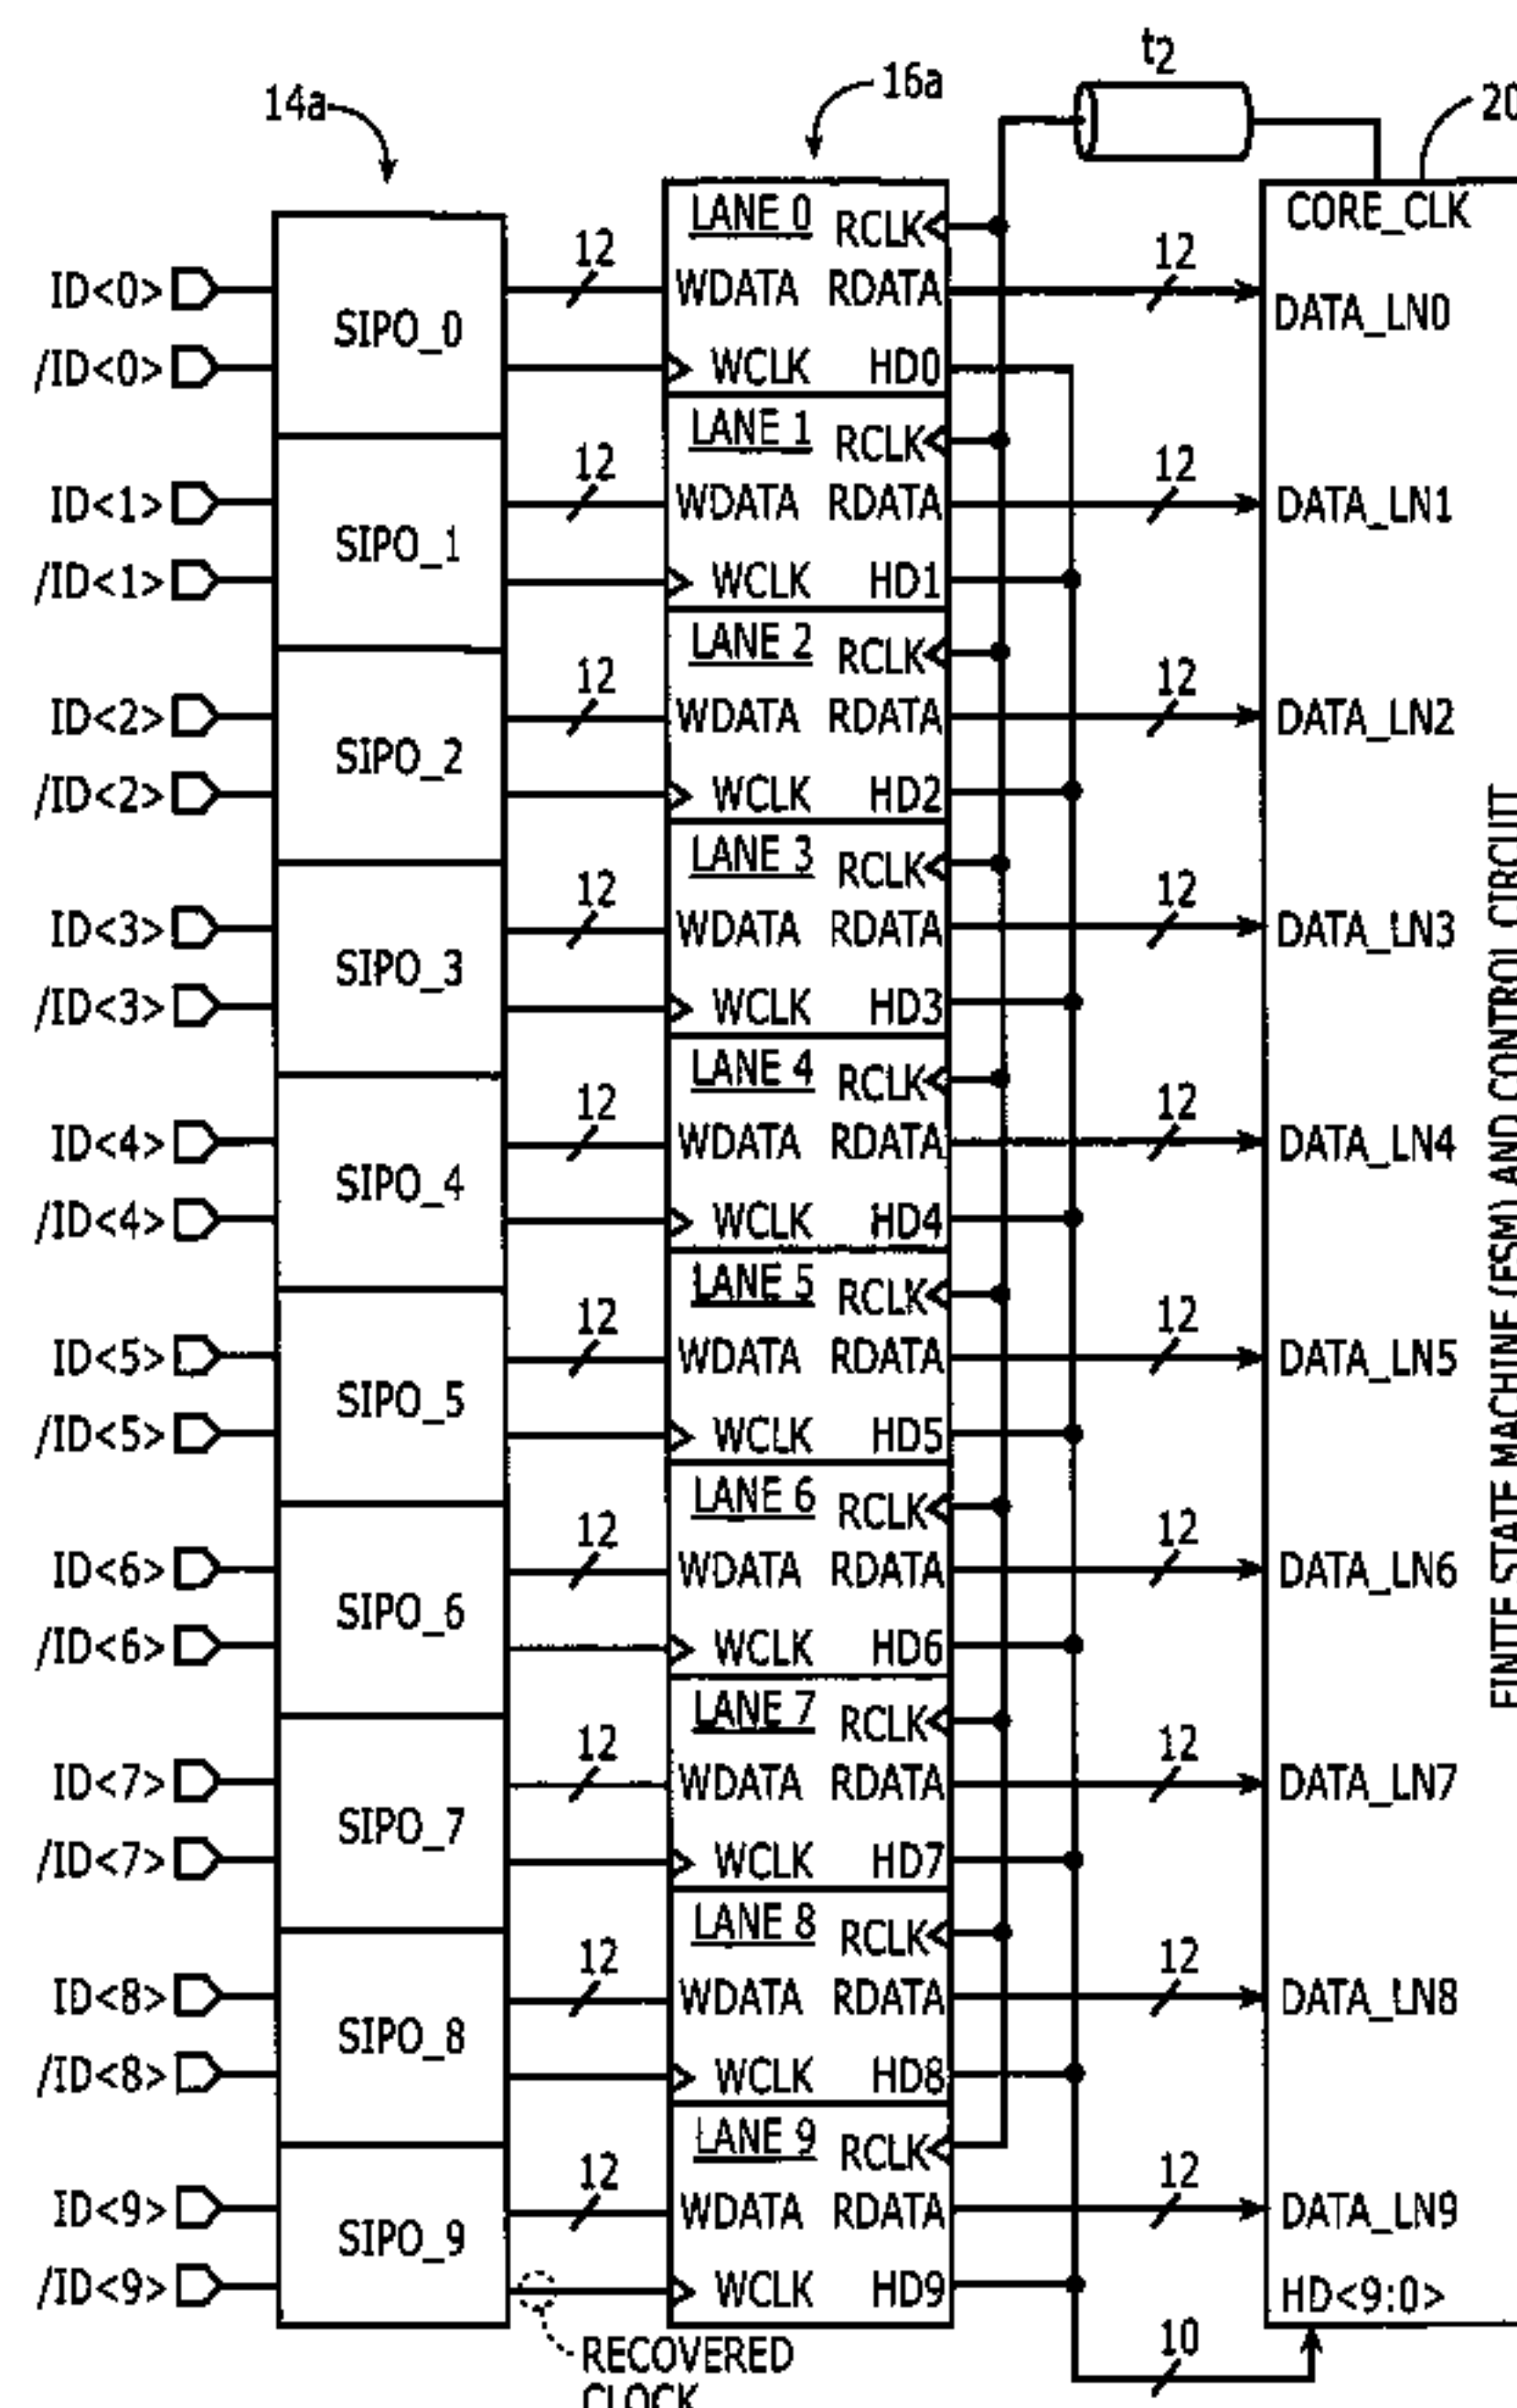 t2
14a
16a
20
CORE_CLK
LANE 0 RCLK
ID<0> 12 WDATA RDATA 12 DATA_LN0
SIPO_0
/ID<0> WCLK HD0
LANE 1 RCLK
ID<1> 12 WDATA RDATA 12 DATA_LN1
SIPO_1
/ID<1> WCLK HD1
LANE 2 RCLK
ID<2> 12 WDATA RDATA 12 DATA_LN2
SIPO_2
/ID<2> WCLK HD2
LANE 3 RCLK
ID<3> 12 WDATA RDATA 12 DATA_LN3
SIPO_3
/ID<3> WCLK HD3
LANE 4 RCLK
ID<4> 12 WDATA RDATA 12 DATA_LN4
SIPO_4
/ID<4> WCLK HD4
LANE 5 RCLK
ID<5> 12 WDATA RDATA 12 DATA_LN5
SIPO_5
/ID<5> WCLK HD5
LANE 6 RCLK
ID<6> 12 WDATA RDATA 12 DATA_LN6
SIPO_6
/ID<6> WCLK HD6
LANE 7 RCLK
ID<7> 12 WDATA RDATA 12 DATA_LN7
SIPO_7
/ID<7> WCLK HD7
LANE 8 RCLK
ID<8> 12 WDATA RDATA 12 DATA_LN8
SIPO_8
/ID<8> WCLK HD8
LANE 9 RCLK
ID<9> 12 WDATA RDATA 12 DATA_LN9
SIPO_9
/ID<9> WCLK HD9 HD<9:0>
10
RECOVERED
CLOCK
FINITE STATE MACHINE (FSM) AND CONTROL CIRCUIT